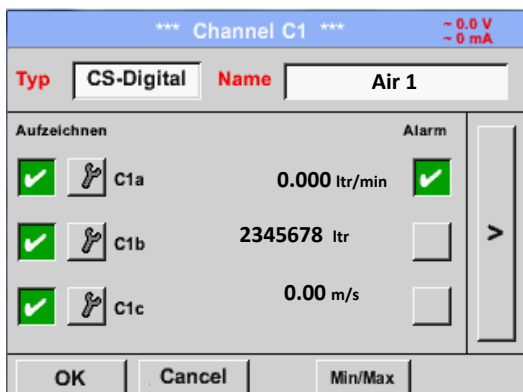 *** Channel C1 ***
~ 0.0 V
~ 0 mA
Typ CS-Digital Name Air 1
Aufzeichnen Alarm
C1a 0.000 ltr/min
C1b 2345678 ltr
>
C1c 0.00 m/s
OK Cancel Min/Max